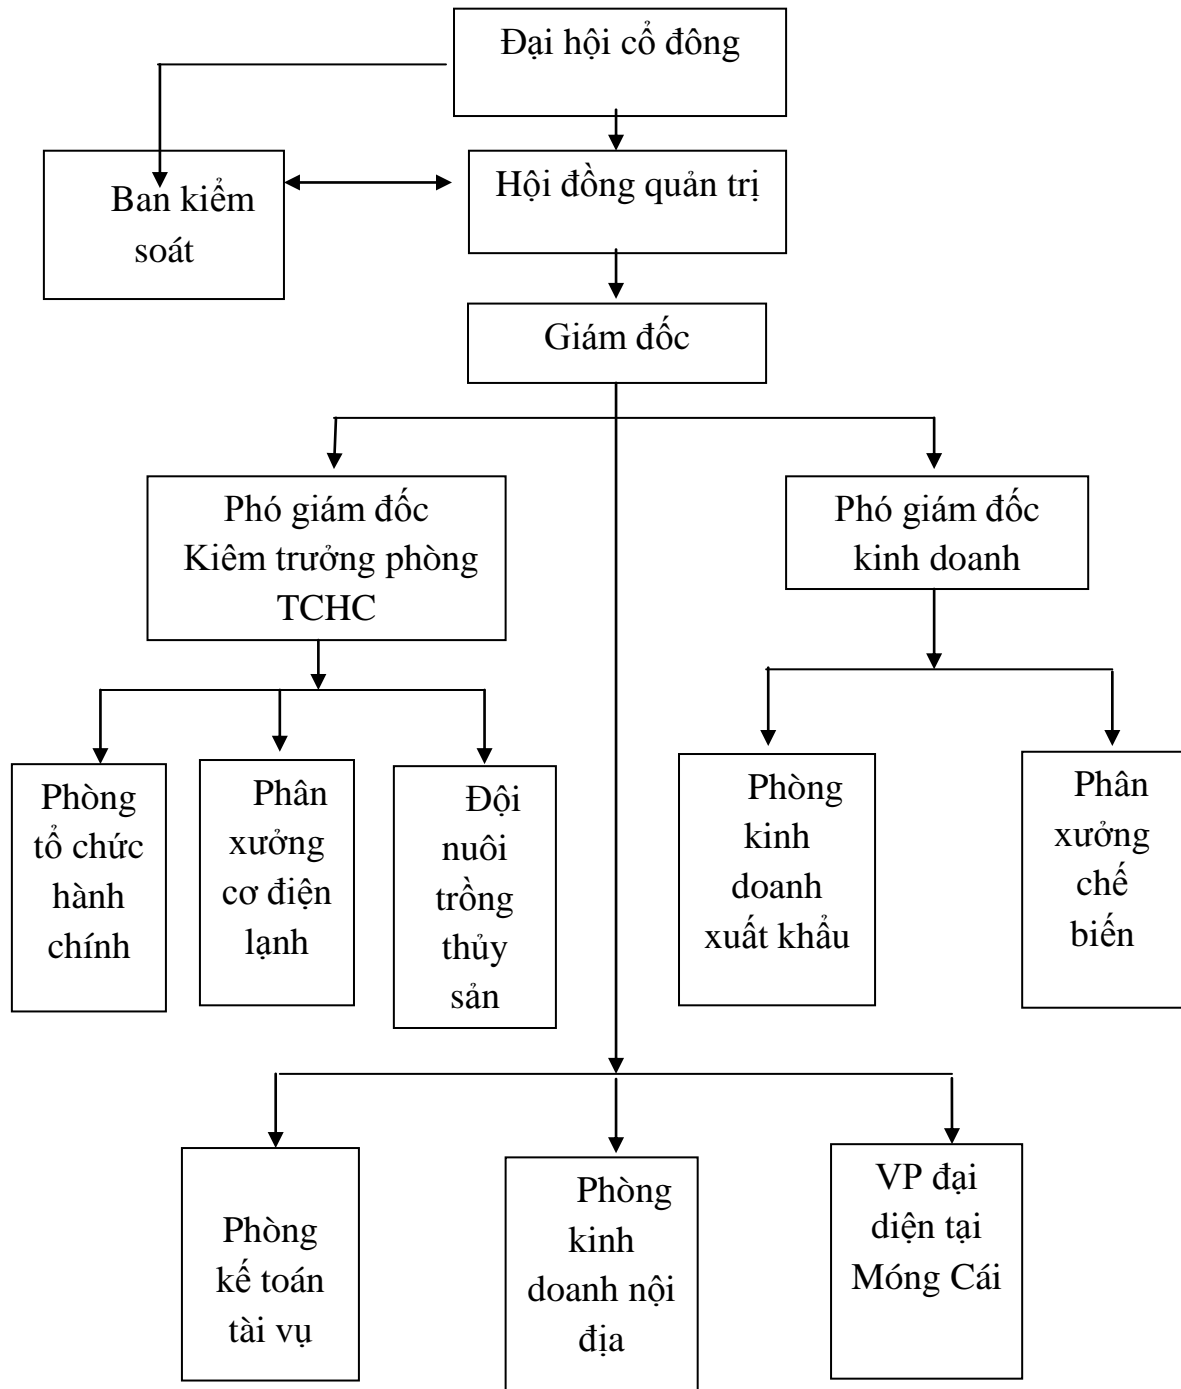 Đại hội cổ đông
Ban kiểm
soát
Hội đồng quản trị
Giám đốc
Phó giám đốc
Kiêm trưởng phòng
TCHC
Phó giám đốc
kinh doanh
Phòng
tổ chức
hành
chính
Phân
xưởng
cơ điện
lạnh
Đội
nuôi
trồng
thủy
sản
Phòng
kinh
doanh
xuất khẩu
Phân
xưởng
chế
biến
Phòng
kế toán
tài vụ
Phòng
kinh
doanh nội
địa
VP đại
diện tại
Móng Cái